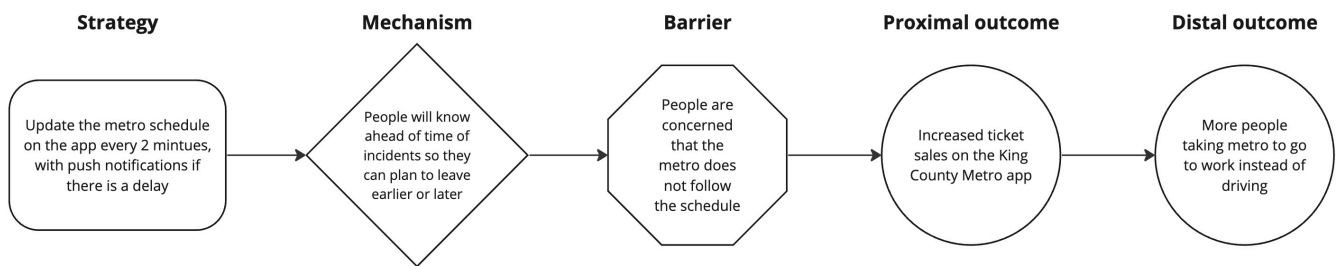 Strategy
Mechanism
Barrier
Proximal outcome
Distal outcome
Update the metro schedule
on the app every 2 mintues,
with push notifications if
there is a delay
People will know
ahead of time of
incidents so they
can plan to leave
earlier or later
People are
concerned
that the
metro does
not follow
the schedule
Increased ticket
sales on the King
County Metro app
More people
taking metro to go
to work instead of
driving